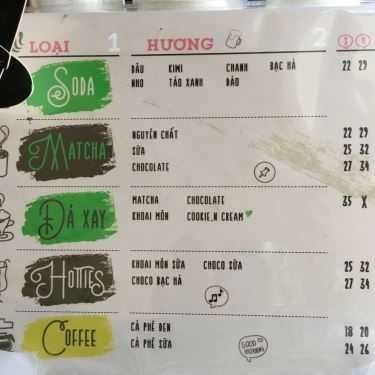 LOẠI 1 HƯƠNG 2 S M
SODA
DÂU KIWI CHANH BẠC HÀ 22 29
NHO TÁO XANH ĐÀO
MATCHA
NGUYÊN CHẤT 22 29
SỮA 25 32
CHOCOLATE 27 34
ĐÁ XAY
MATCHA CHOCOLATE 35 X
KHOAI MÔN COOKIE.N CREAM
HOTTIES
KHOAI MÔN SỮA CHOCO SỮA 25 32
CHOCO BẠC HÀ 27 34
COFFEE
CÀ PHÊ ĐEN 18 20
CÀ PHÊ SỮA 24 26
GOOD MORNING